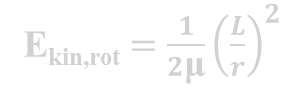 E_kin,rot = 1/2μ (L/r)²